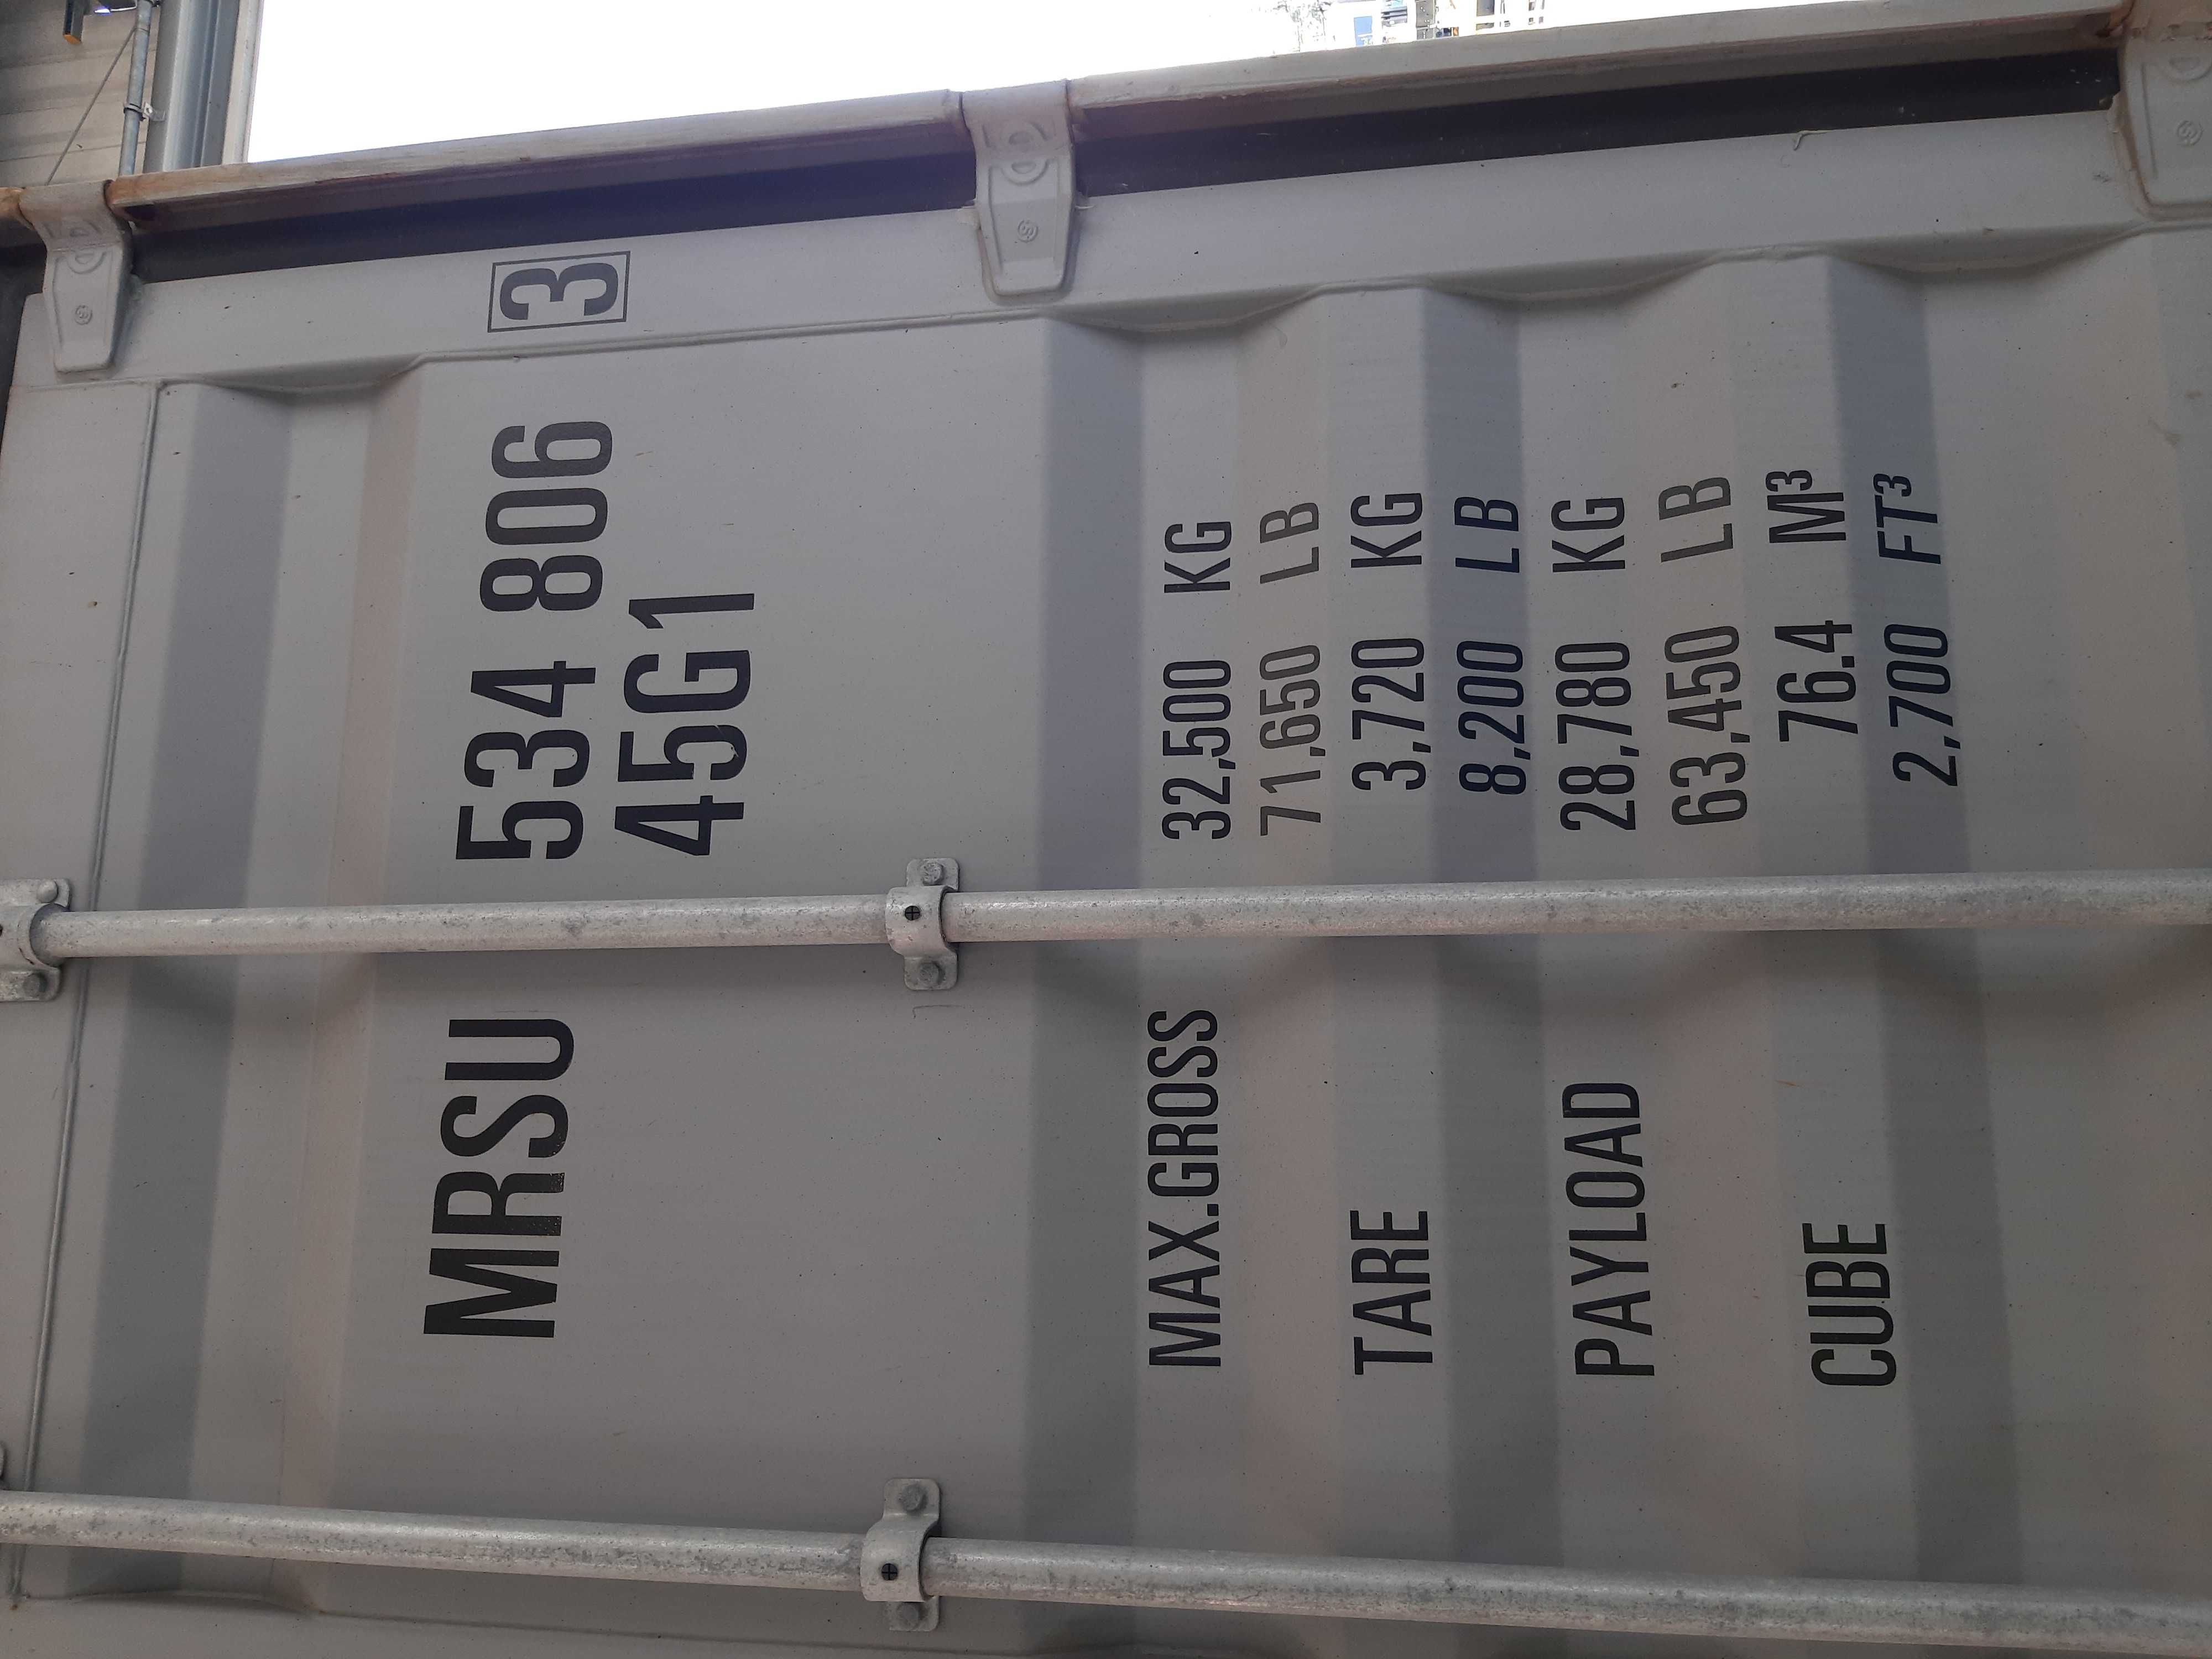 MRSU 534 806 3
45G1
MAX.GROSS 32,500 KG
71,650 LB
TARE 3,720 KG
8,200 LB
PAYLOAD 28,780 KG
63,450 LB
CUBE 76.4 M³
2,700 FT³